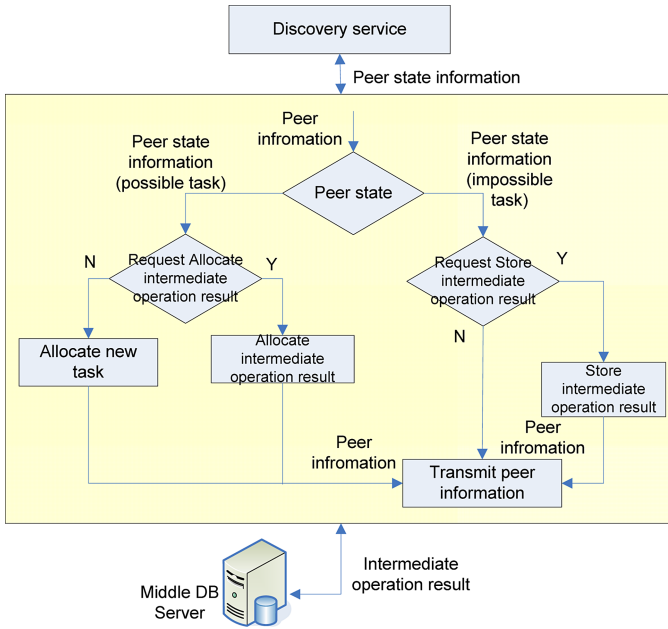 Discovery service
Peer state information
Peer
infromation
Peer state
information
(possible task)
Peer state
information
(impossible
task)
Peer state
N
Request Allocate
intermediate
operation result
Y
Request Store
intermediate
operation result
Y
N
Allocate new
task
Allocate
intermediate
operation result
Store
intermediate
operation result
Peer
infromation
Peer
infromation
Transmit peer
information
Middle DB
Server
Intermediate
operation result